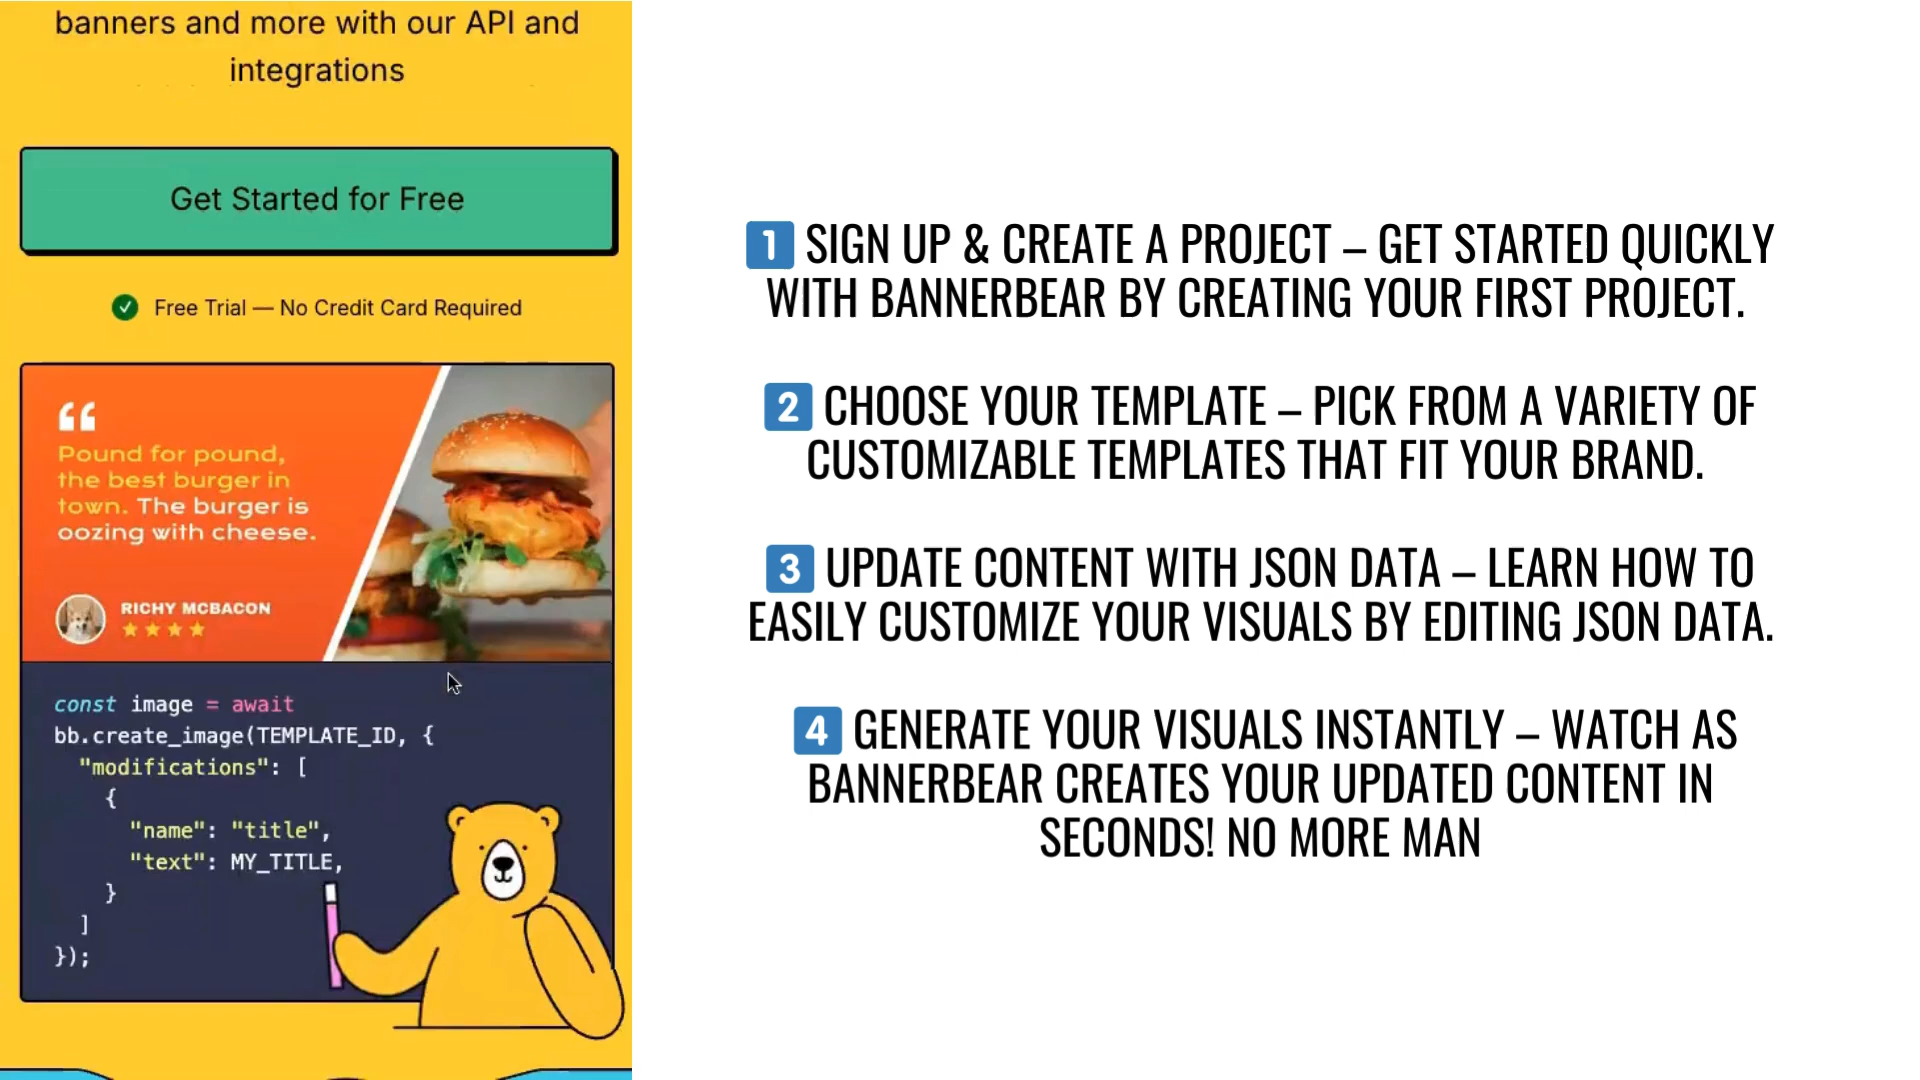 banners and more with our API and
integrations
Get Started for Free
Free Trial — No Credit Card Required
“
Pound for pound,
the best burger in
town. The burger is
oozing with cheese.
RICHY MCBACON
const image = await
bb.create_image(TEMPLATE_ID, {
"modifications": [
{
"name": "title",
"text": MY_TITLE,
}
]
});
1 SIGN UP & CREATE A PROJECT – GET STARTED QUICKLY
WITH BANNERBEAR BY CREATING YOUR FIRST PROJECT.
2 CHOOSE YOUR TEMPLATE – PICK FROM A VARIETY OF
CUSTOMIZABLE TEMPLATES THAT FIT YOUR BRAND.
3 UPDATE CONTENT WITH JSON DATA – LEARN HOW TO
EASILY CUSTOMIZE YOUR VISUALS BY EDITING JSON DATA.
4 GENERATE YOUR VISUALS INSTANTLY – WATCH AS
BANNERBEAR CREATES YOUR UPDATED CONTENT IN
SECONDS! NO MORE MAN